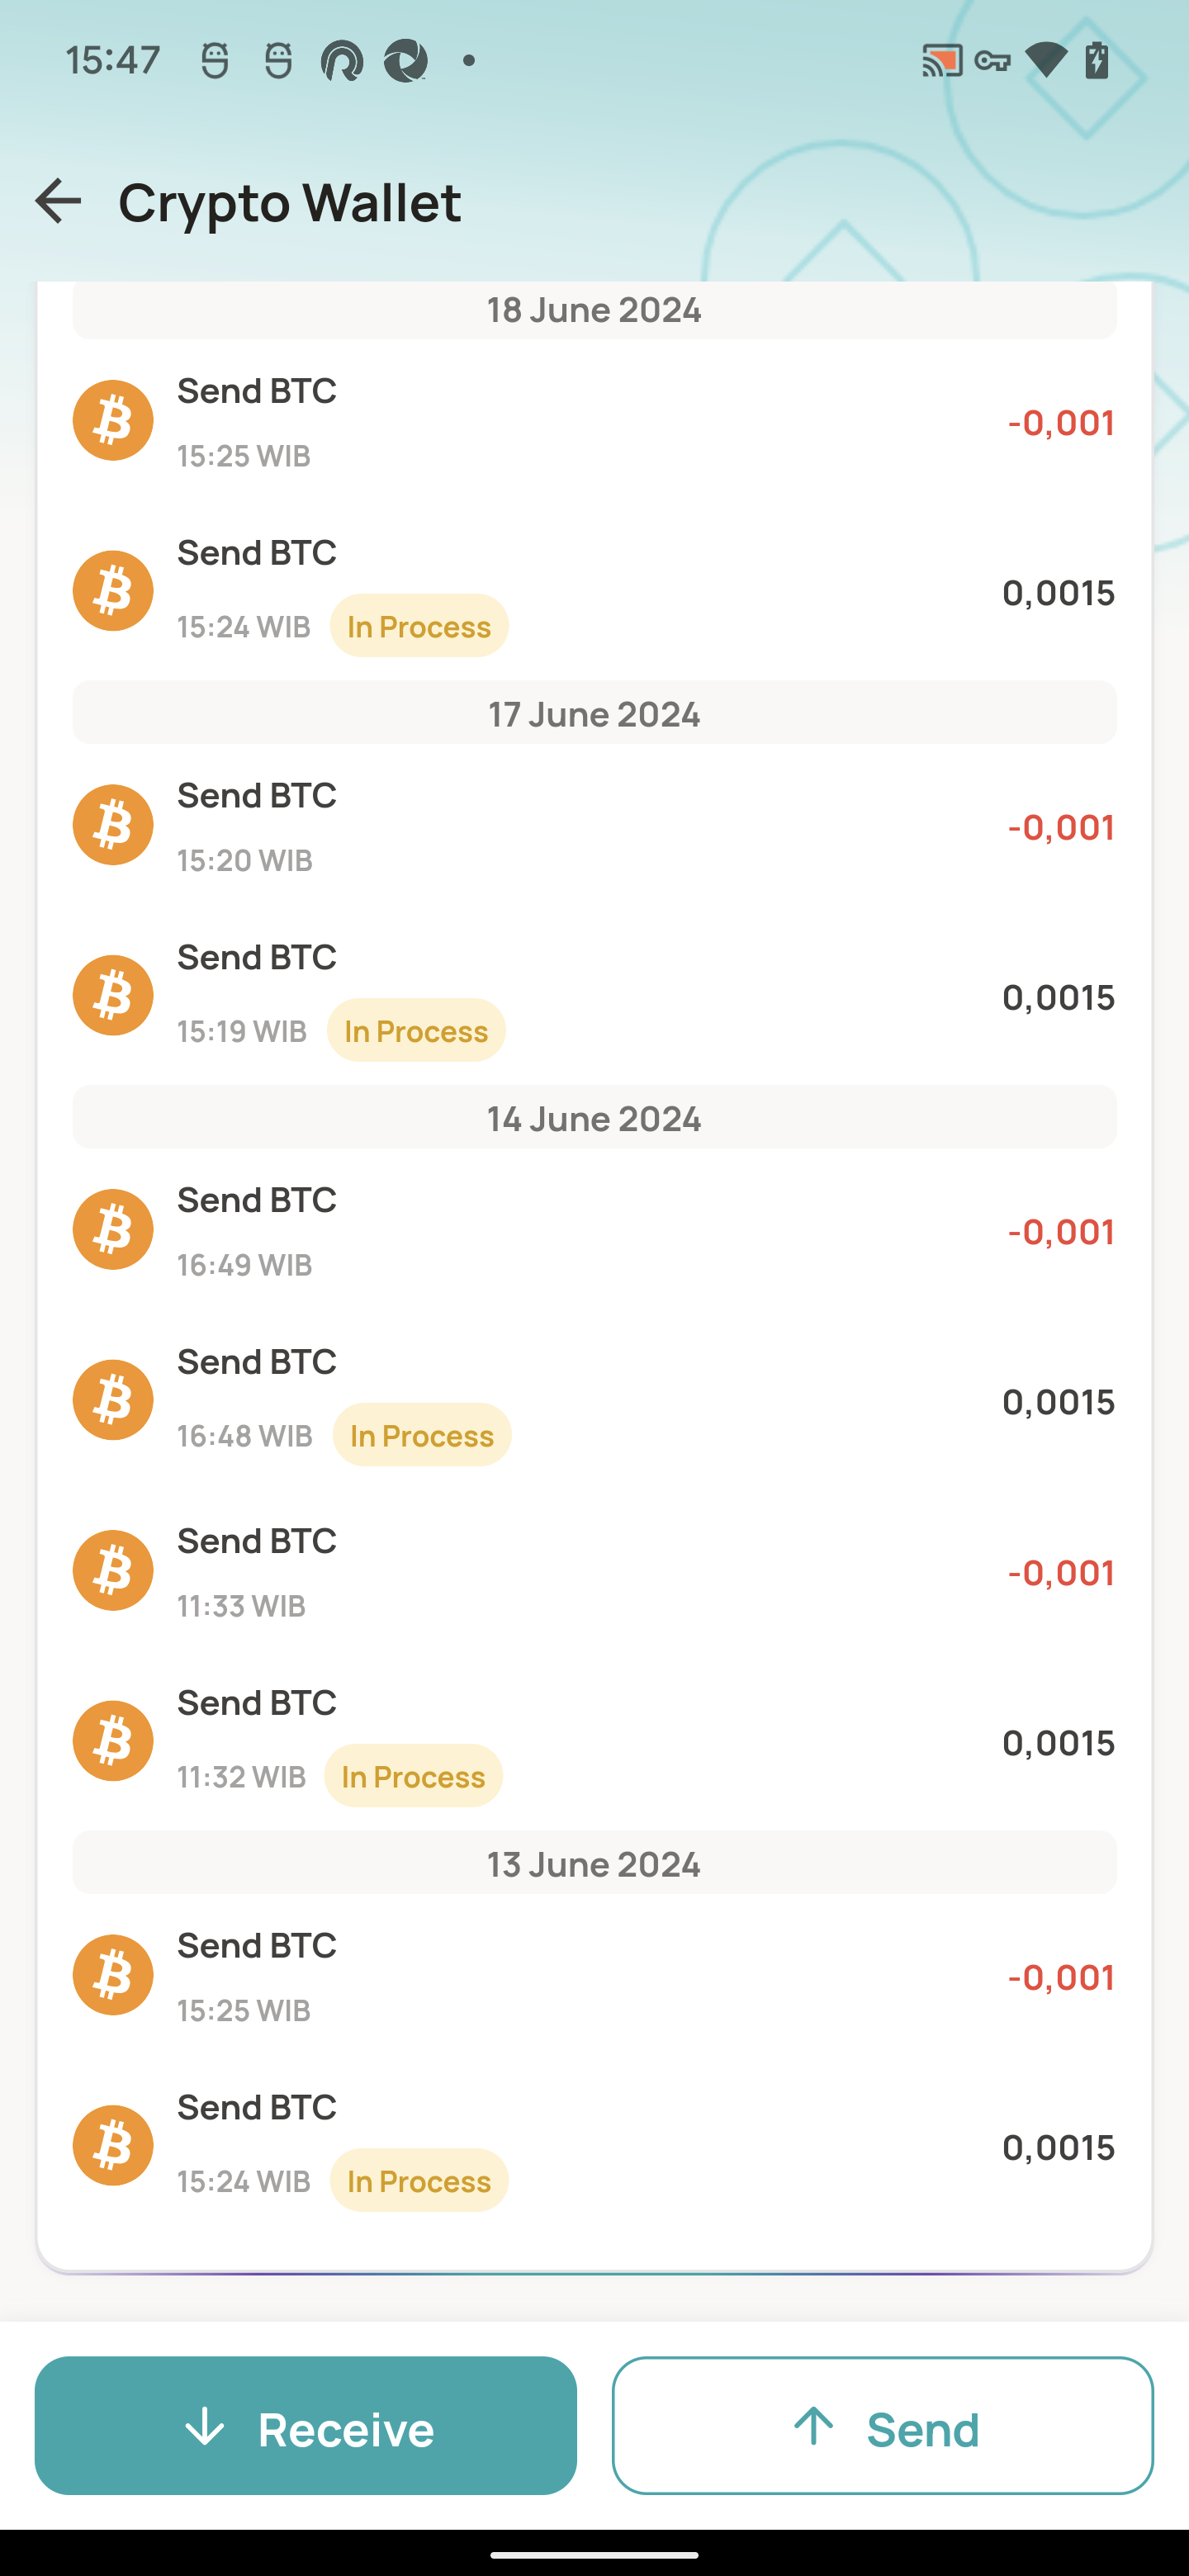 15:47
Crypto Wallet
18 June 2024
Send BTC
-0,001
15:25 WIB
Send BTC
0,0015
15:24 WIB In Process
17 June 2024
Send BTC
-0,001
15:20 WIB
Send BTC
0,0015
15:19 WIB In Process
14 June 2024
Send BTC
-0,001
16:49 WIB
Send BTC
0,0015
16:48 WIB In Process
Send BTC
-0,001
11:33 WIB
Send BTC
0,0015
11:32 WIB In Process
13 June 2024
Send BTC
-0,001
15:25 WIB
Send BTC
0,0015
15:24 WIB In Process
Receive Send